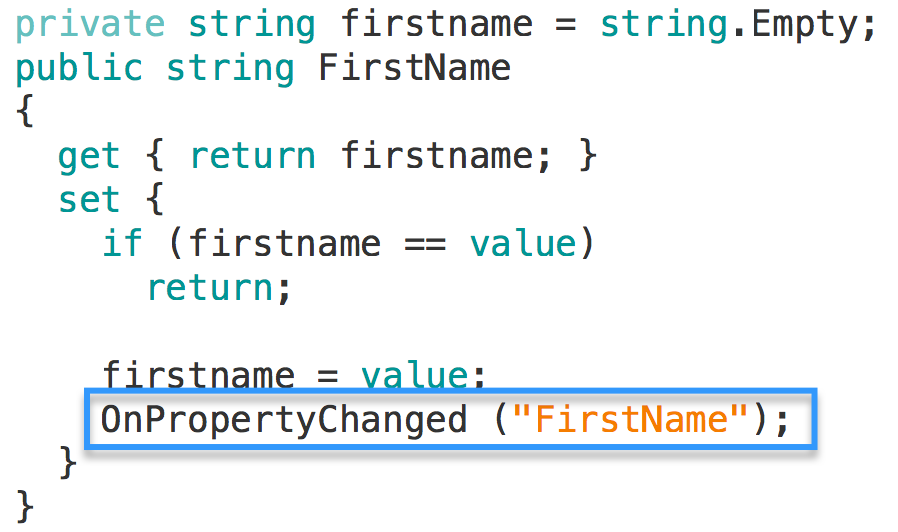 private string firstname = string.Empty;
public string FirstName
{
  get { return firstname; }
  set {
    if (firstname == value)
      return;

    firstname = value;
    OnPropertyChanged ("FirstName");
  }
}